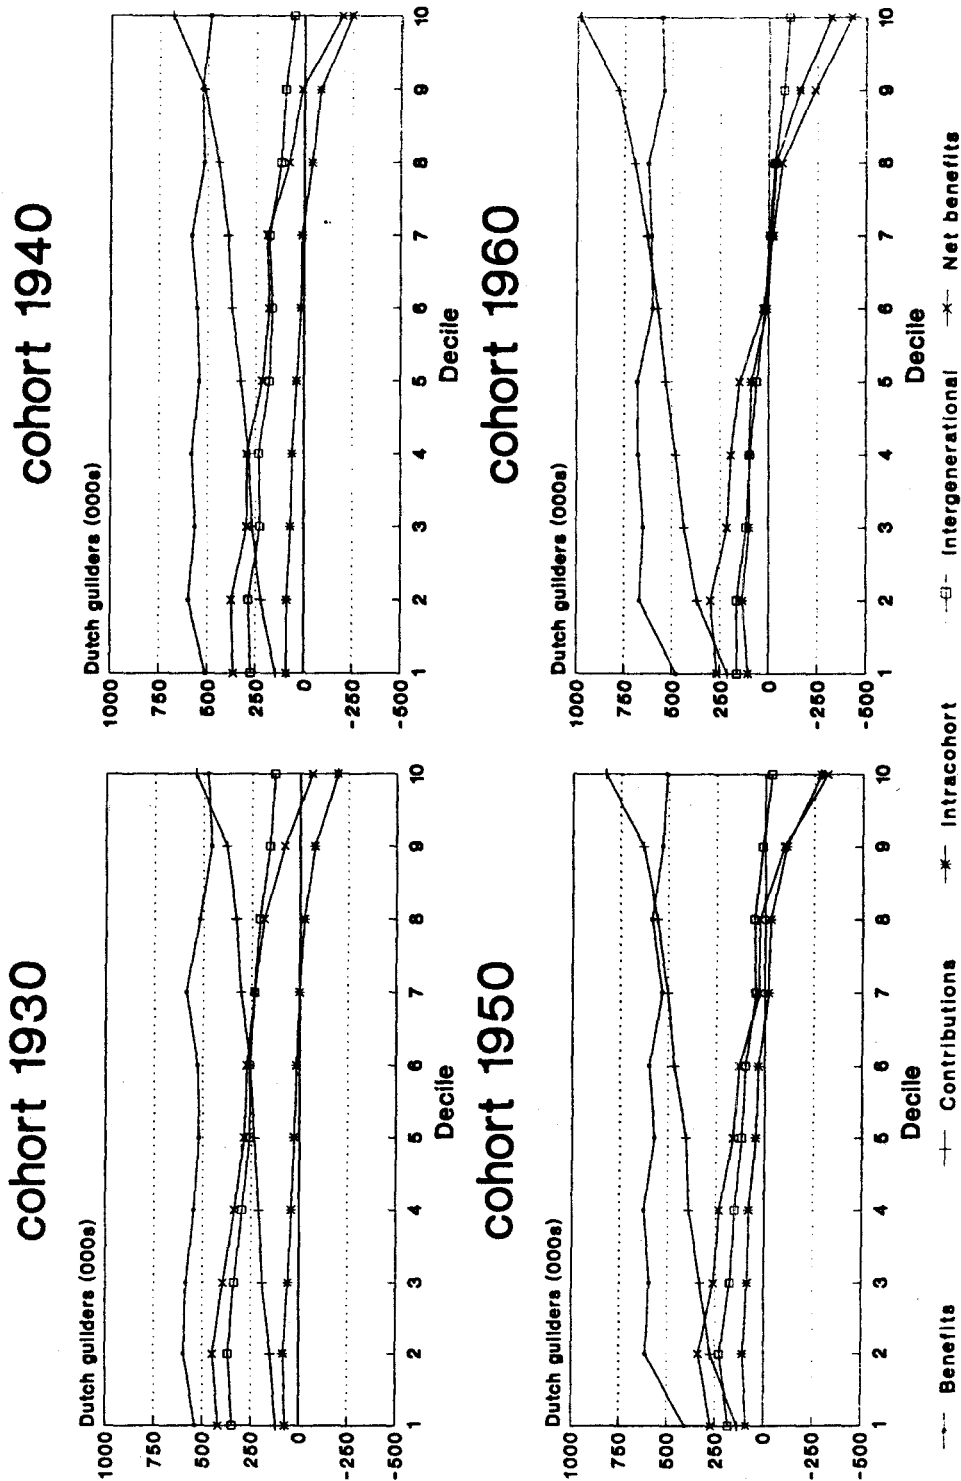 cohort 1930
Dutch guilders (000s)
1000
750
500
250
0
-250
-500
1 2 3 4 5 6 7 8 9 10
Decile
cohort 1940
Dutch guilders (000s)
1000
750
500
250
0
-250
-500
1 2 3 4 5 6 7 8 9 10
Decile
cohort 1950
Dutch guilders (000s)
1000
750
500
250
0
-250
-500
1 2 3 4 5 6 7 8 9 10
Decile
cohort 1960
Dutch guilders (000s)
1000
750
500
250
0
-250
-500
1 2 3 4 5 6 7 8 9 10
Decile
Benefits Contributions Intracohort Intergenerational Net benefits